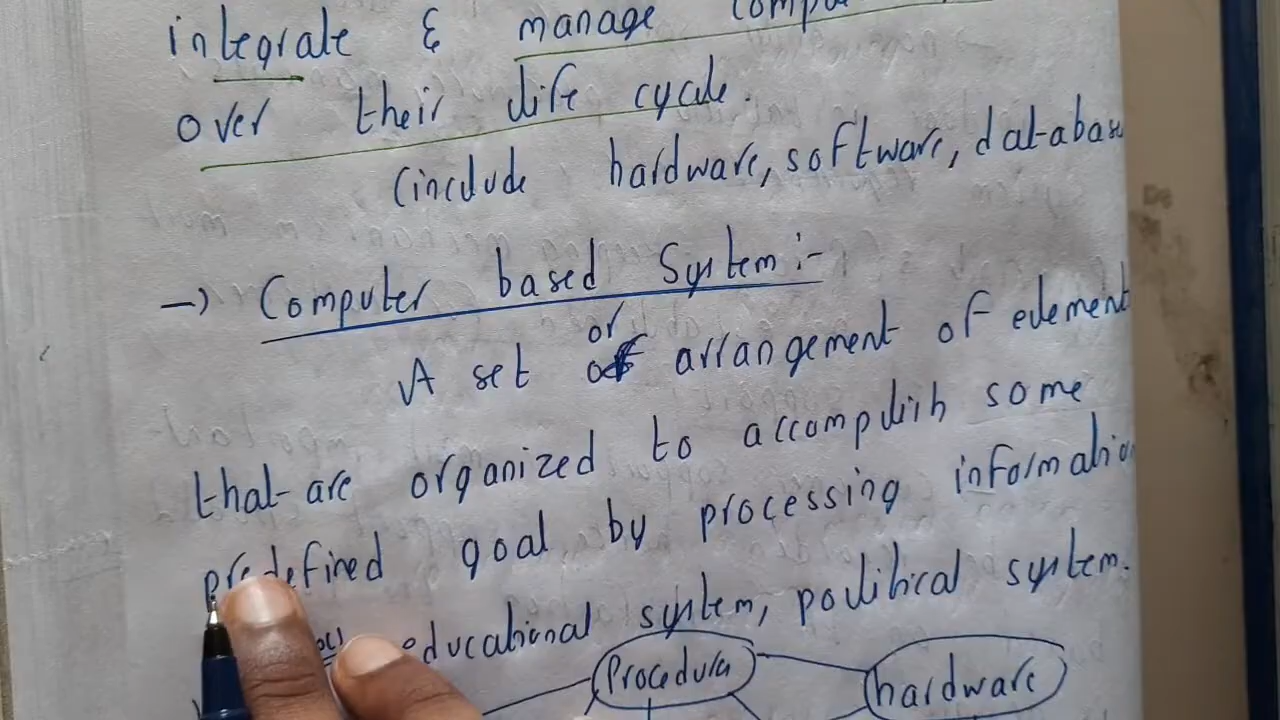 integrate & manage
over their life cycle.
(include hardware, software, database
→ Computer based System :-
or
A set arrangement of element
that are organized to accomplish some
predefined goal by processing information
educational system, political system.
Procedure
hardware